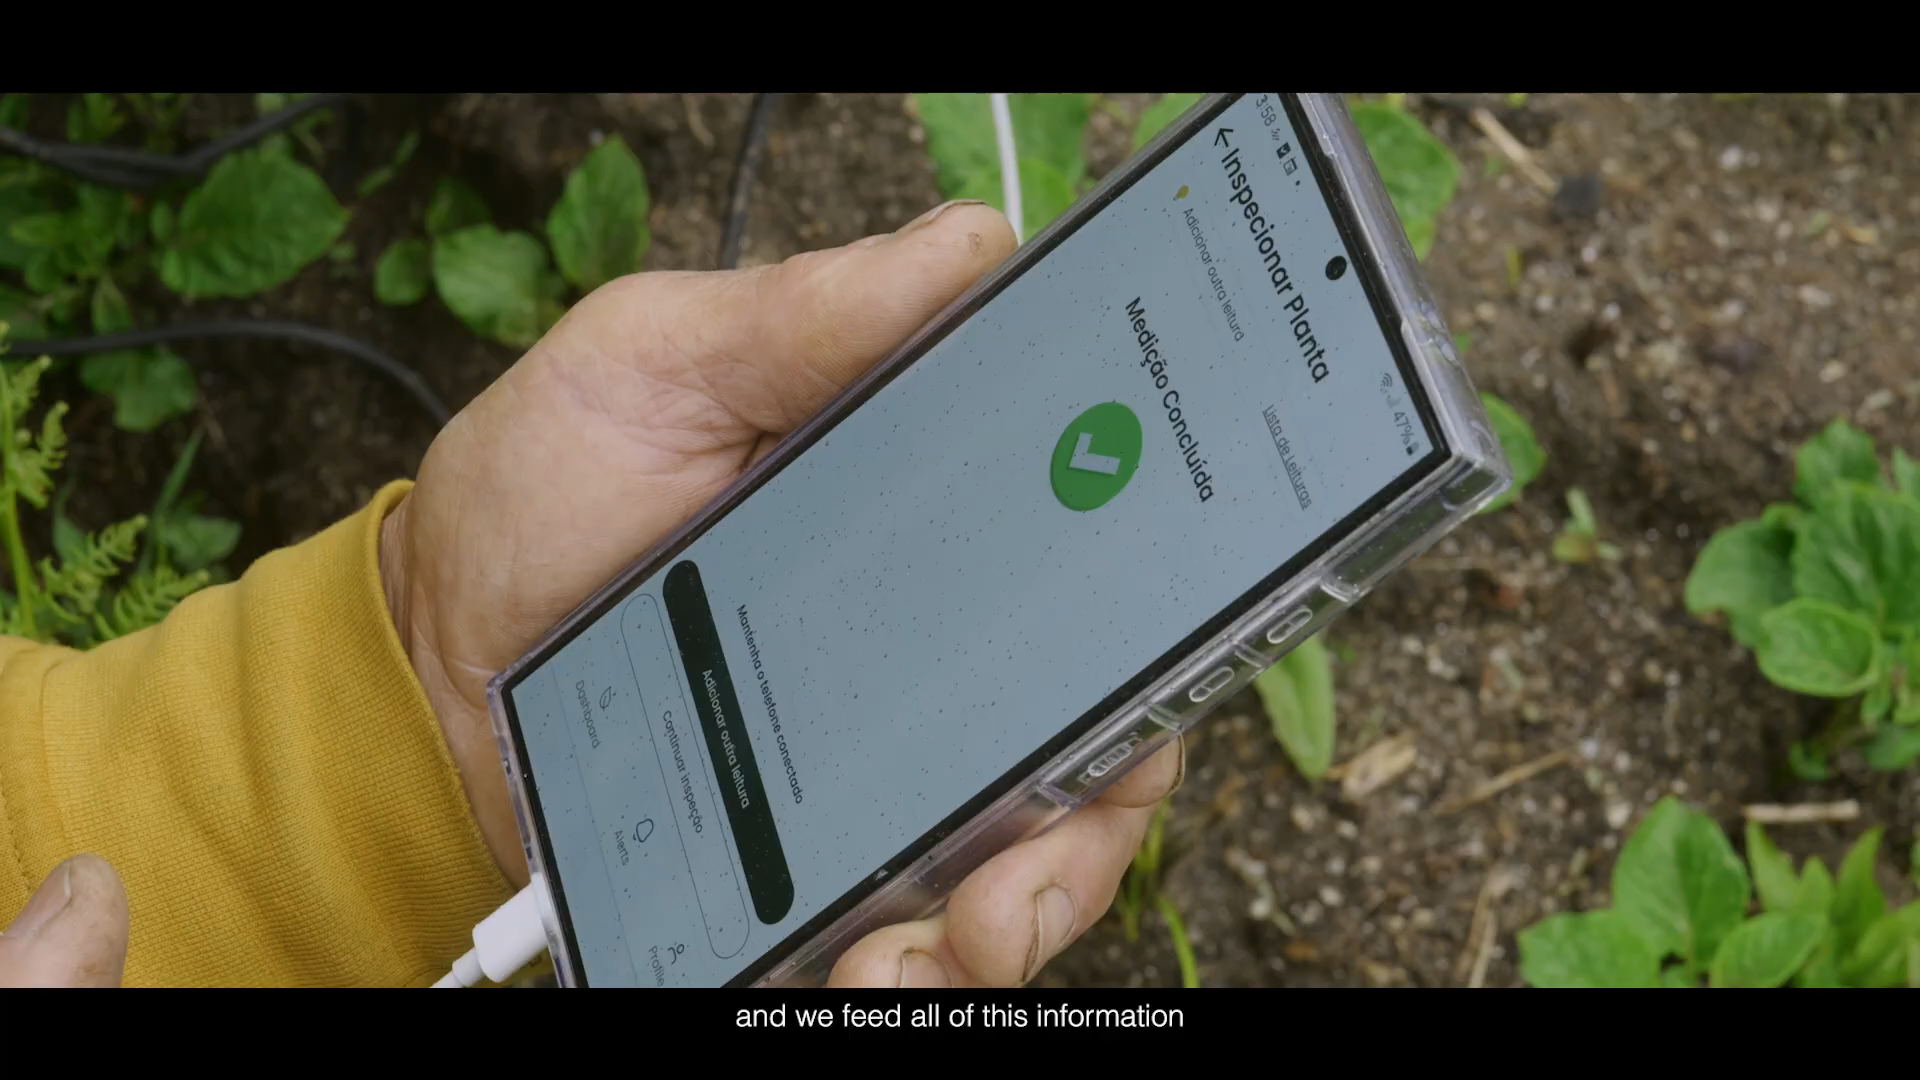 3:58
47%
Inspecionar Planta
Adicionar outra leitura
Lista de Leituras
Medição Concluída
Mantenha o telefone conectado
Adicionar outra leitura
Continuar inspeção
Dashboard
Alerts
Profile
and we feed all of this information